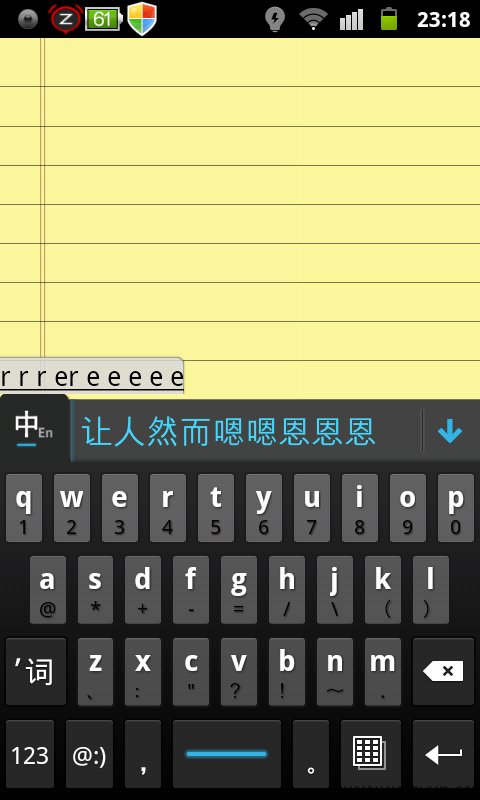 61 23:18
r r r er e e e e e
中En 让人然而嗯嗯恩恩恩
q w e r t y u i o p
1 2 3 4 5 6 7 8 9 0
a s d f g h j k l
@ * + - = / \ ( )
'词 z x c v b n m
、 : " ? ! ~ .
123 @:) , 。